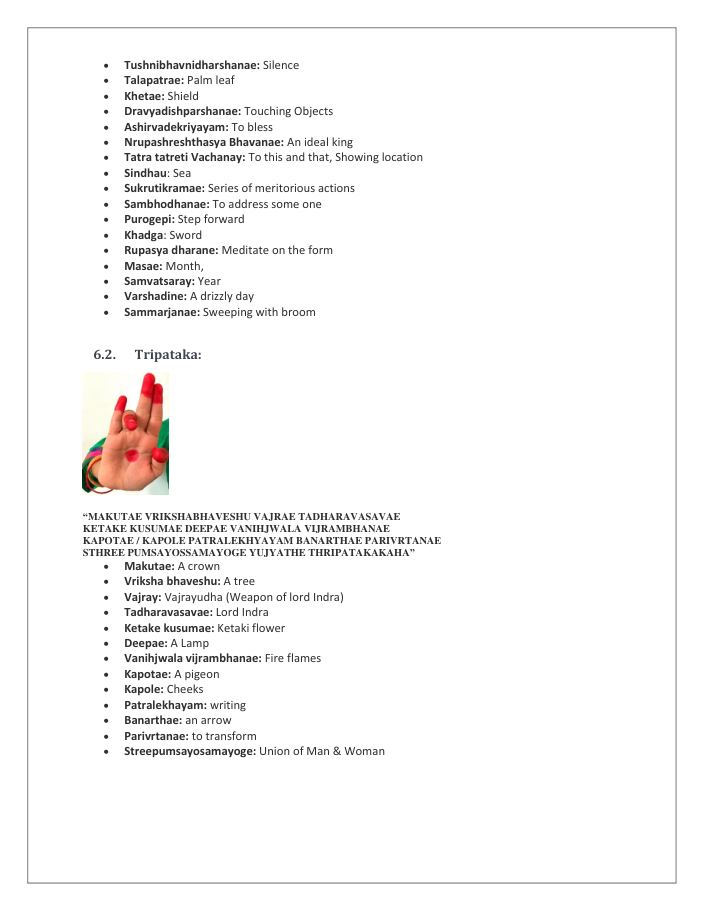 • Tushnibhavnidharshanae: Silence
• Talapatrae: Palm leaf
• Khetae: Shield
• Dravyadishparshanae: Touching Objects
• Ashirvadekriyayam: To bless
• Nrupashreshthasya Bhavanae: An ideal king
• Tatra tatreti Vachanay: To this and that, Showing location
• Sindhau: Sea
• Sukrutikramae: Series of meritorious actions
• Sambhodhanae: To address some one
• Purogepi: Step forward
• Khadga: Sword
• Rupasya dharane: Meditate on the form
• Masae: Month,
• Samvatsaray: Year
• Varshadine: A drizzly day
• Sammarjanae: Sweeping with broom
6.2. Tripataka:
“MAKUTAE VRIKSHABHAVESHU VAJRAE TADHARAVASAVAE
KETAKE KUSUMAE DEEPAE VANIHJWALA VIJRAMBHANAE
KAPOTAE / KAPOLE PATRALEKHYAYAM BANARTHAE PARIVRTANAE
STHREE PUMSAYOSSAMAYOGE YUJYATHE THRIPATAKAKAHA”
• Makutae: A crown
• Vriksha bhaveshu: A tree
• Vajray: Vajrayudha (Weapon of lord Indra)
• Tadharavasavae: Lord Indra
• Ketake kusumae: Ketaki flower
• Deepae: A Lamp
• Vanihjwala vijrambhanae: Fire flames
• Kapotae: A pigeon
• Kapole: Cheeks
• Patralekhayam: writing
• Banarthae: an arrow
• Parivrtanae: to transform
• Streepumsayosamayoge: Union of Man & Woman